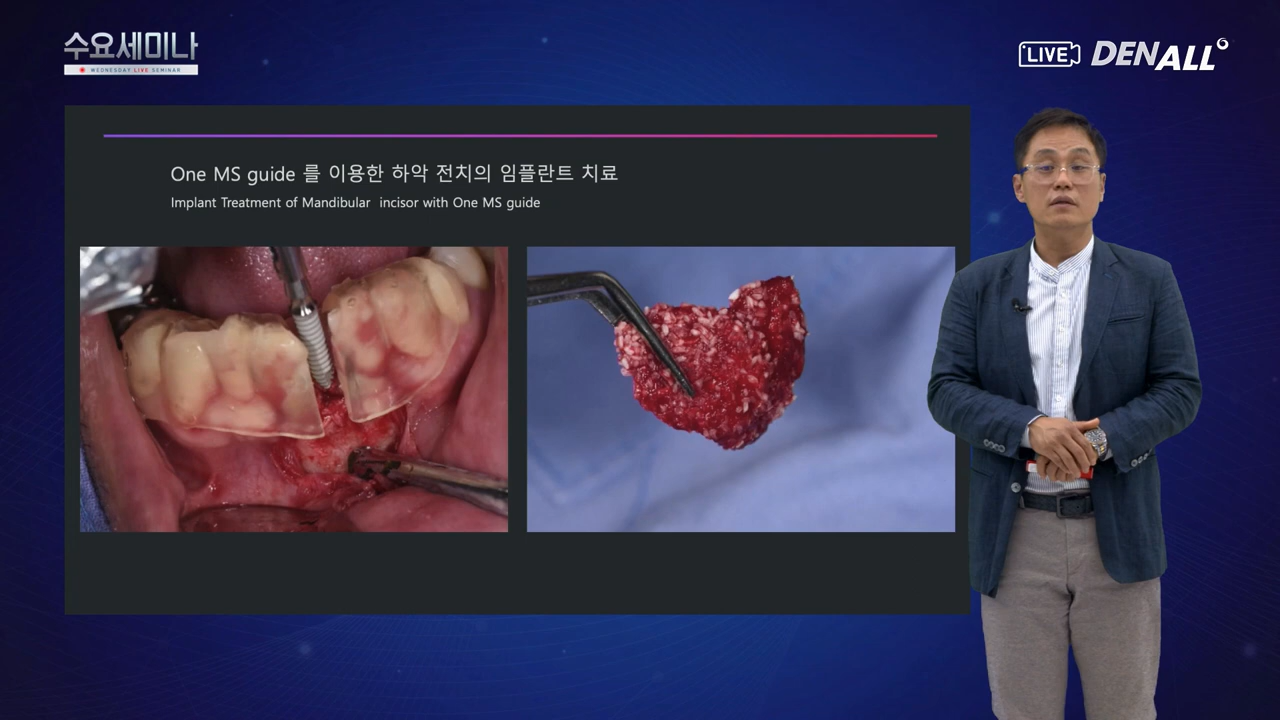 수요세미나
WEDNESDAY LIVE SEMINAR
LIVE DENALL
One MS guide 를 이용한 하악 전치의 임플란트 치료
Implant Treatment of Mandibular incisor with One MS guide